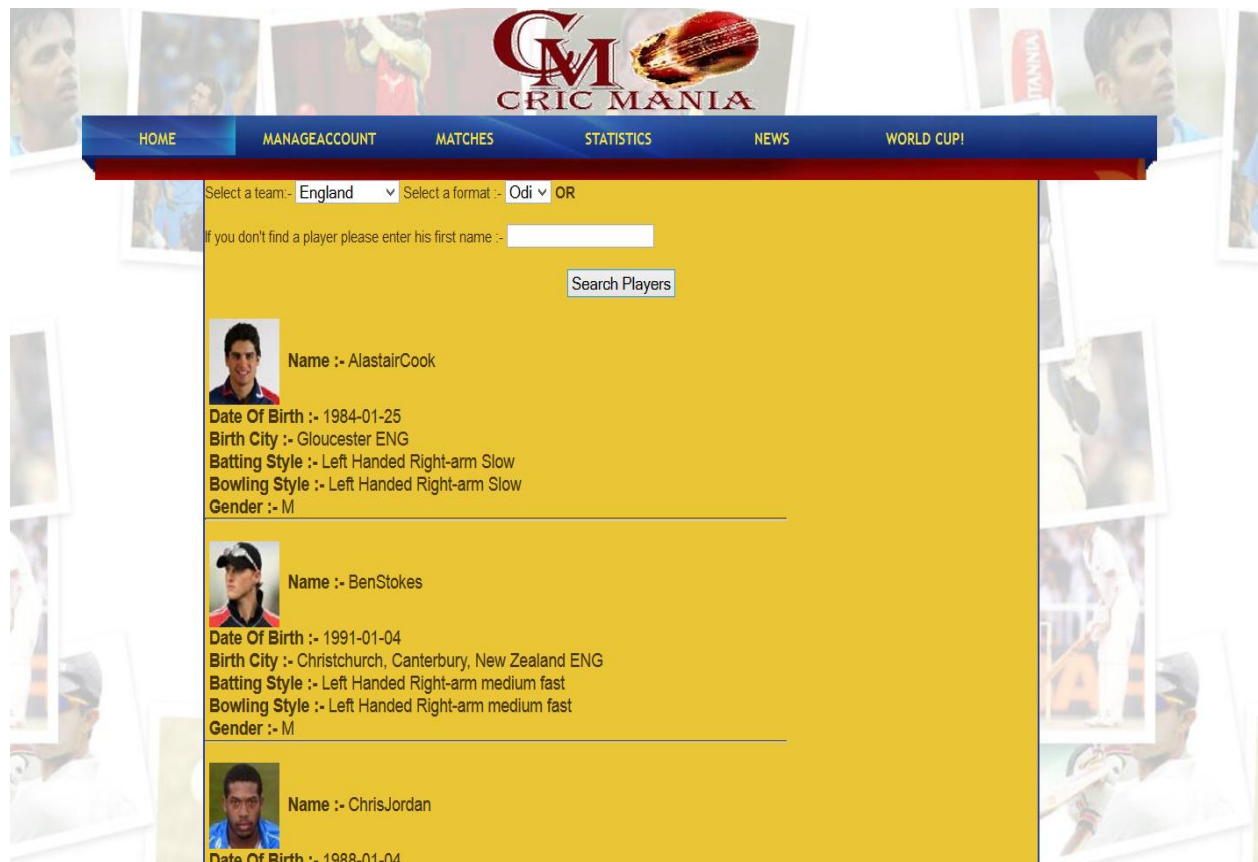 CM
CRIC MANIA
HOME MANAGEACCOUNT MATCHES STATISTICS NEWS WORLD CUP!
Select a team:- England Select a format :- Odi OR
If you don't find a player please enter his first name :-
Search Players
Name :- AlastairCook
Date Of Birth :- 1984-01-25
Birth City :- Gloucester ENG
Batting Style :- Left Handed Right-arm Slow
Bowling Style :- Left Handed Right-arm Slow
Gender :- M
Name :- BenStokes
Date Of Birth :- 1991-01-04
Birth City :- Christchurch, Canterbury, New Zealand ENG
Batting Style :- Left Handed Right-arm medium fast
Bowling Style :- Left Handed Right-arm medium fast
Gender :- M
Name :- ChrisJordan
Date Of Birth :- 1988-01-04